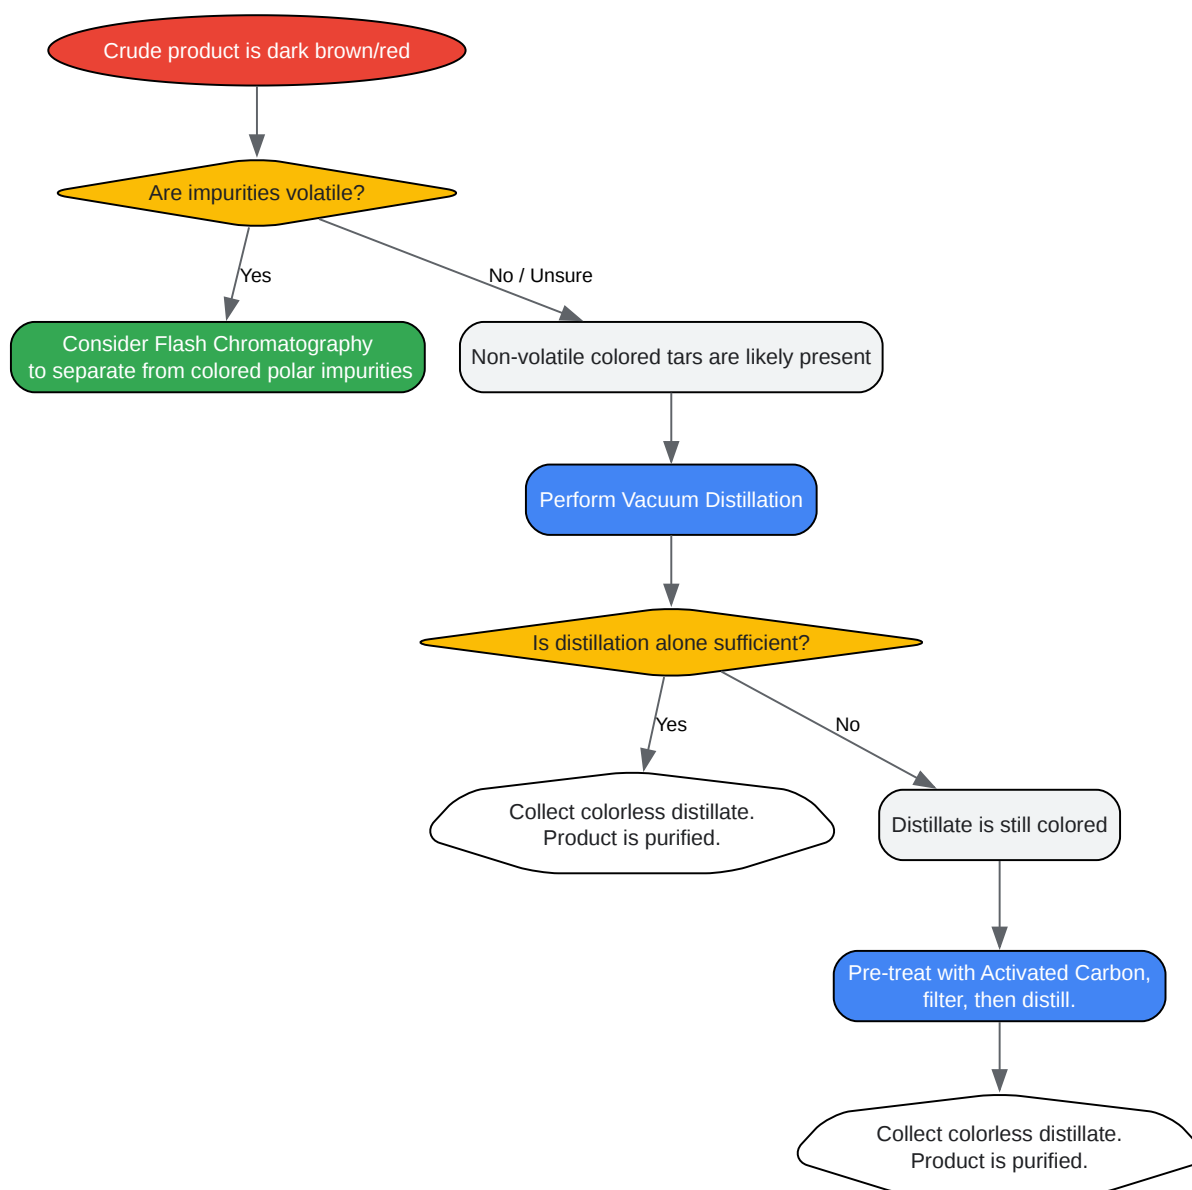 Crude product is dark brown/red
Are impurities volatile?
Yes
No / Unsure
Consider Flash Chromatography
to separate from colored polar impurities
Non-volatile colored tars are likely present
Perform Vacuum Distillation
Is distillation alone sufficient?
Yes
No
Collect colorless distillate.
Product is purified.
Distillate is still colored
Pre-treat with Activated Carbon,
filter, then distill.
Collect colorless distillate.
Product is purified.